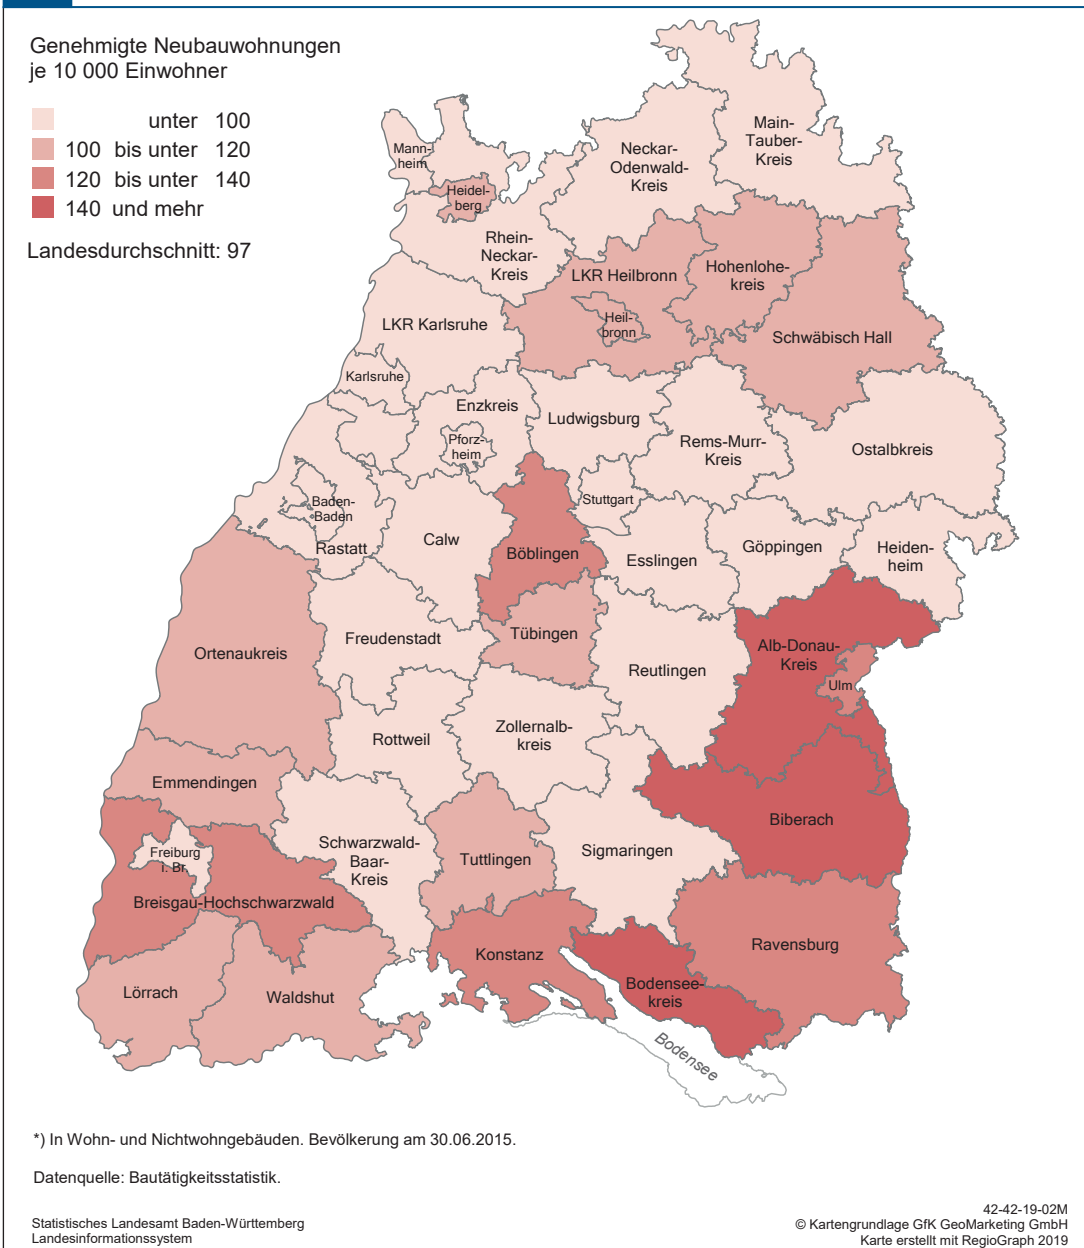 Genehmigte Neubauwohnungen
je 10 000 Einwohner
unter 100
100 bis unter 120
120 bis unter 140
140 und mehr
Landesdurchschnitt: 97
Main-
Tauber-
Kreis
Mann-
heim
Neckar-
Odenwald-
Kreis
Heidel-
berg
Rhein-
Neckar-
Kreis
LKR Heilbronn
Hohenlohe-
kreis
Heil-
bronn
LKR Karlsruhe
Schwäbisch Hall
Karlsruhe
Enzkreis
Ludwigsburg
Pforz-
heim
Rems-Murr-
Kreis
Ostalbkreis
Stuttgart
Baden-
Baden
Rastatt
Calw
Böblingen
Esslingen
Göppingen
Heiden-
heim
Ortenaukreis
Freudenstadt
Tübingen
Reutlingen
Alb-Donau-
Kreis
Ulm
Rottweil
Zollernalb-
kreis
Emmendingen
Biberach
Freiburg
i. Br.
Schwarzwald-
Baar-
Kreis
Tuttlingen
Sigmaringen
Breisgau-Hochschwarzwald
Konstanz
Ravensburg
Lörrach
Waldshut
Bodensee-
kreis
Bodensee
*) In Wohn- und Nichtwohngebäuden. Bevölkerung am 30.06.2015.
Datenquelle: Bautätigkeitsstatistik.
Statistisches Landesamt Baden-Württemberg
Landesinformationssystem
42-42-19-02M
© Kartengrundlage GfK GeoMarketing GmbH
Karte erstellt mit RegioGraph 2019